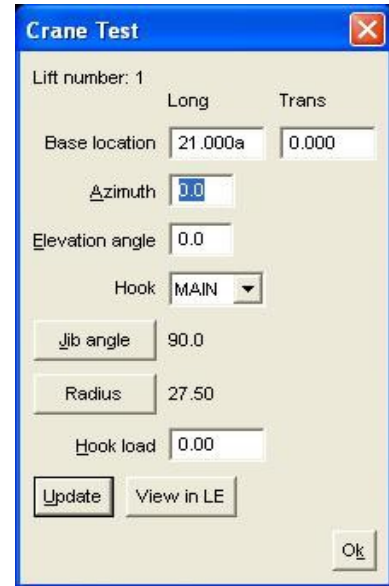 Crane Test
Lift number: 1
Long Trans
Base location 21.000a 0.000
Azimuth 0.0
Elevation angle 0.0
Hook MAIN
Jib angle 90.0
Radius 27.50
Hook load 0.00
Update View in LE
Ok